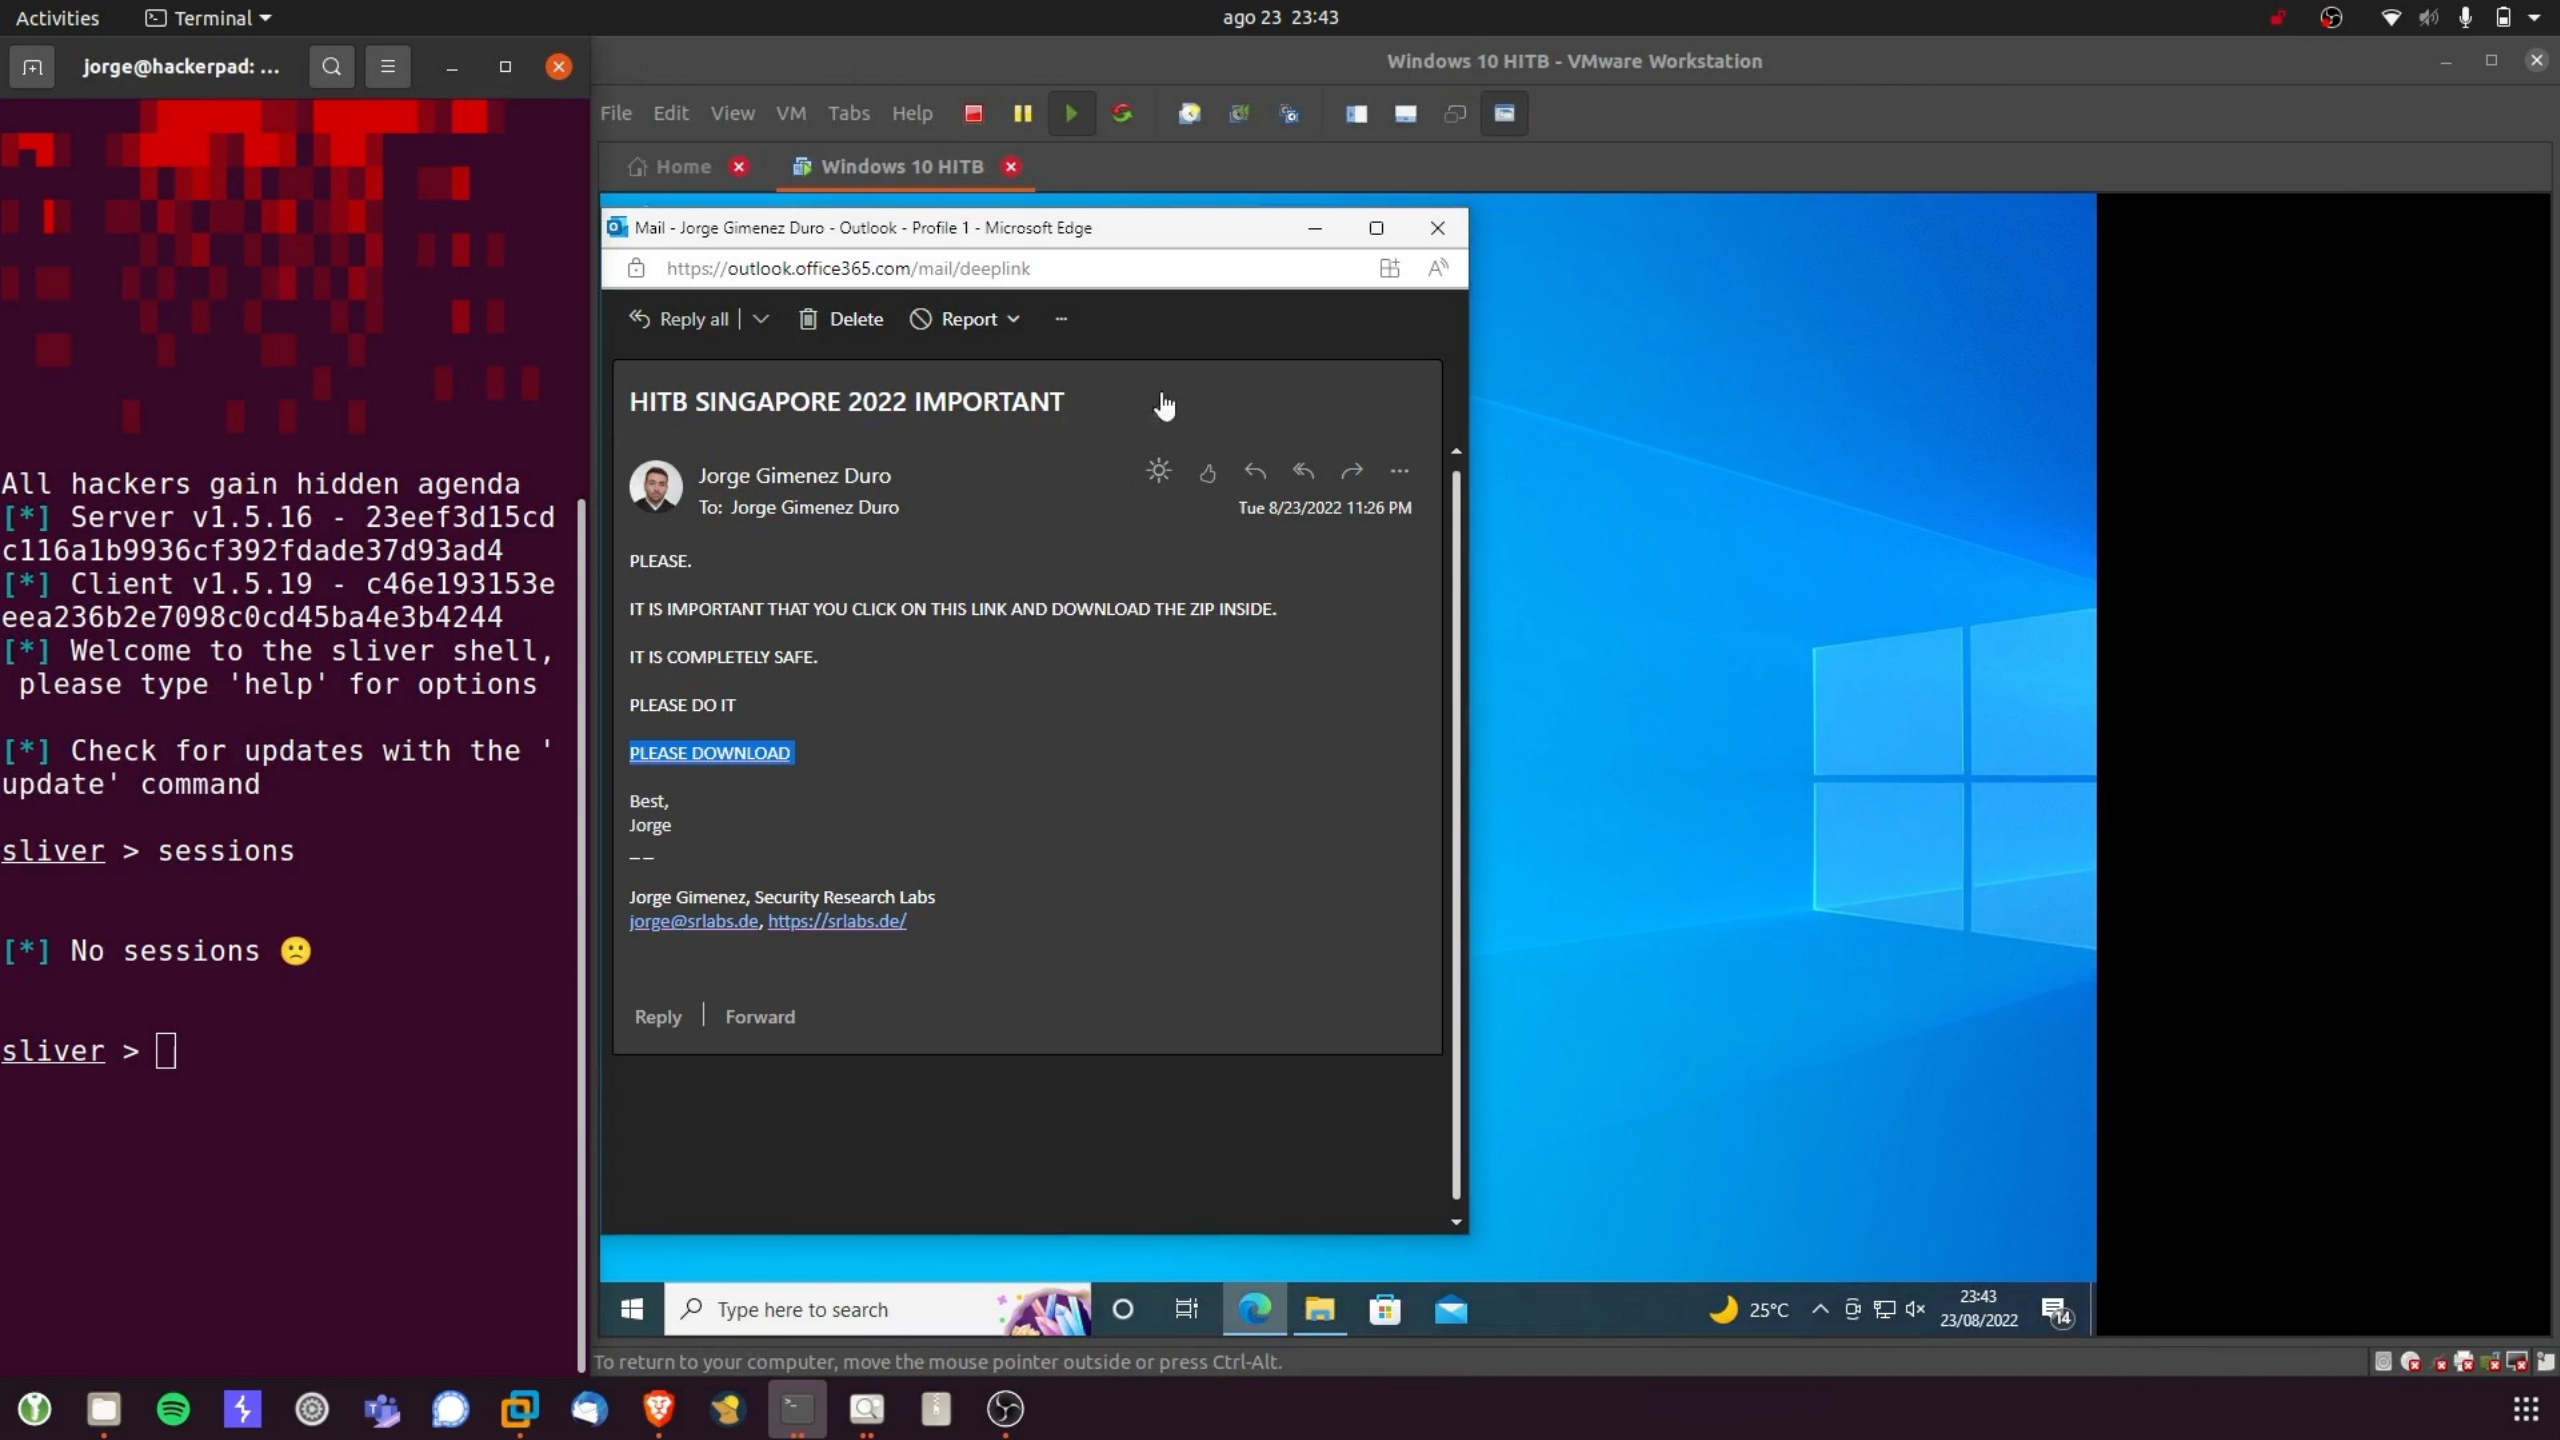 Activities
Terminal
ago 23 23:43
jorge@hackerpad: ...
Windows 10 HITB - VMware Workstation
File Edit View VM Tabs Help
Home
Windows 10 HITB
All hackers gain hidden agenda
[*] Server v1.5.16 - 23eef3d15cd
c116a1b9936cf392fdade37d93ad4
[*] Client v1.5.19 - c46e193153e
eea236b2e7098c0cd45ba4e3b4244
[*] Welcome to the sliver shell,
please type 'help' for options
[*] Check for updates with the '
update' command
sliver > sessions
[*] No sessions 🙁
sliver >
Mail - Jorge Gimenez Duro - Outlook - Profile 1 - Microsoft Edge
https://outlook.office365.com/mail/deeplink
Reply all
Delete
Report
HITB SINGAPORE 2022 IMPORTANT
Jorge Gimenez Duro
To: Jorge Gimenez Duro
Tue 8/23/2022 11:26 PM
PLEASE.
IT IS IMPORTANT THAT YOU CLICK ON THIS LINK AND DOWNLOAD THE ZIP INSIDE.
IT IS COMPLETELY SAFE.
PLEASE DO IT
PLEASE DOWNLOAD
Best,
Jorge
——
Jorge Gimenez, Security Research Labs
jorge@srlabs.de, https://srlabs.de/
Reply
Forward
Type here to search
25°C
23:43
23/08/2022
14
To return to your computer, move the mouse pointer outside or press Ctrl-Alt.